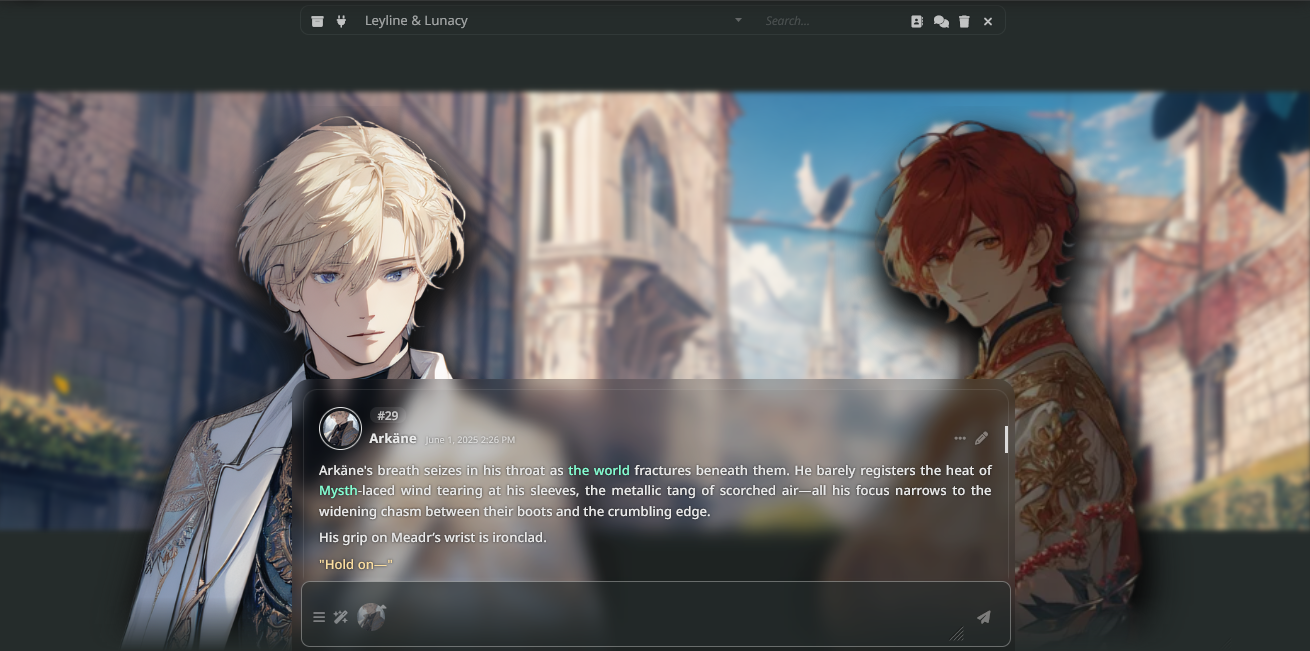 Leyline & Lunacy
Search...
#29
Arkäne June 1, 2025 2:26 PM
Arkäne's breath seizes in his throat as the world fractures beneath them. He barely registers the heat of
Mysth-laced wind tearing at his sleeves, the metallic tang of scorched air—all his focus narrows to the
widening chasm between their boots and the crumbling edge.
His grip on Meadr’s wrist is ironclad.
"Hold on—"